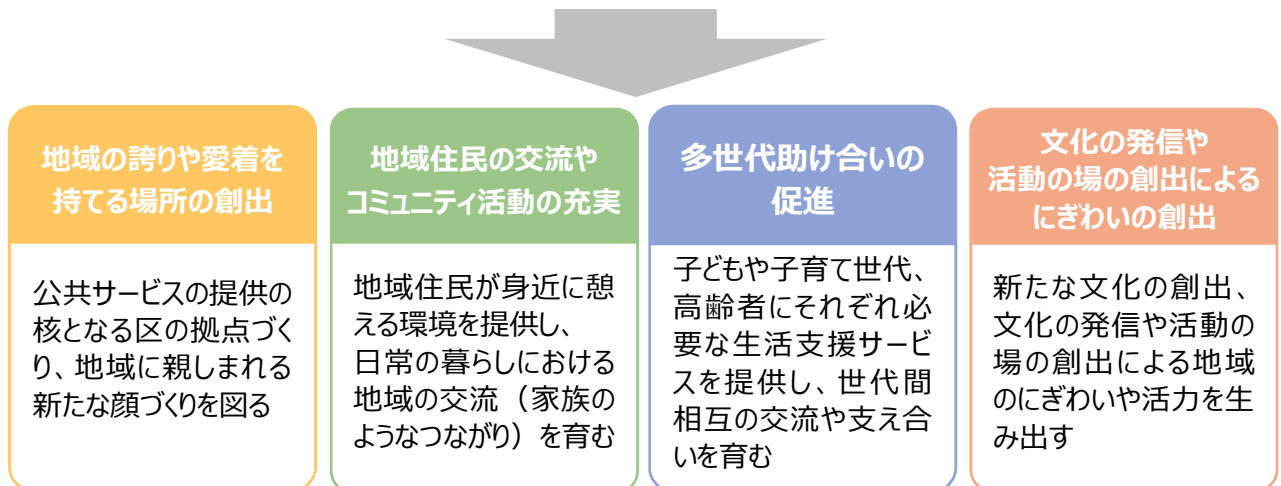 地域の誇りや愛着を
持てる場所の創出
公共サービスの提供の
核となる区の拠点づく
り、地域に親しまれる
新たな顔づくりを図る
地域住民の交流や
コミュニティ活動の充実
地域住民が身近に憩
える環境を提供し、
日常の暮らしにおける
地域の交流（家族の
ようなつながり）を育む
多世代助け合いの
促進
子どもや子育て世代、
高齢者にそれぞれ必
要な生活支援サービ
スを提供し、世代間
相互の交流や支え合
いを育む
文化の発信や
活動の場の創出による
にぎわいの創出
新たな文化の創出、
文化の発信や活動の
場の創出による地域
のにぎわいや活力を生
み出す